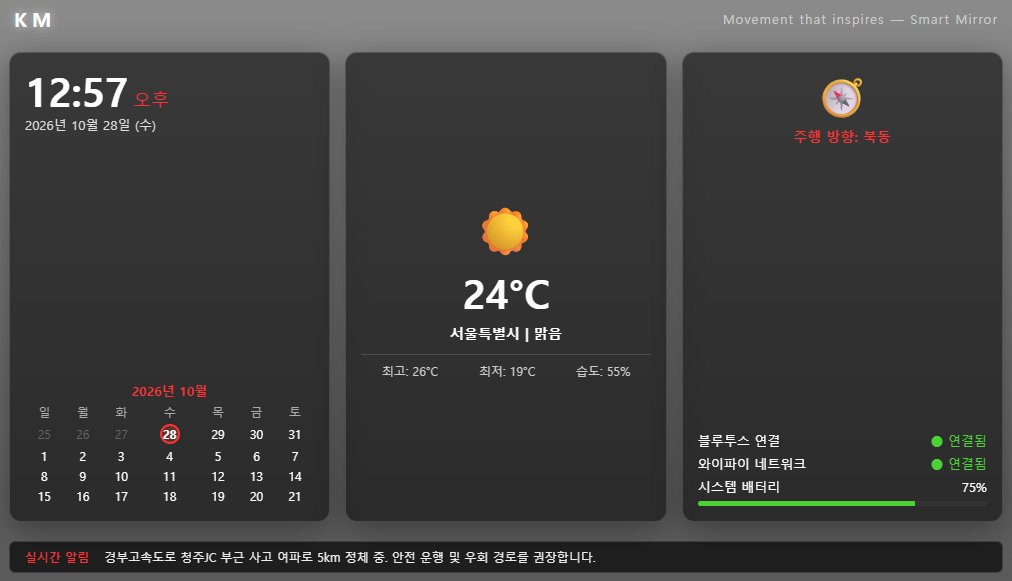 KM
Movement that inspires — Smart Mirror
12:57 오후
2026년 10월 28일 (수)
2026년 10월
일 월 화 수 목 금 토
25 26 27 28 29 30 31
1 2 3 4 5 6 7
8 9 10 11 12 13 14
15 16 17 18 19 20 21
24°C
서울특별시 | 맑음
최고: 26°C 최저: 19°C 습도: 55%
주행 방향: 북동
블루투스 연결 연결됨
와이파이 네트워크 연결됨
시스템 배터리 75%
실시간 알림 경부고속도로 청주JC 부근 사고 여파로 5km 정체 중. 안전 운행 및 우회 경로를 권장합니다.